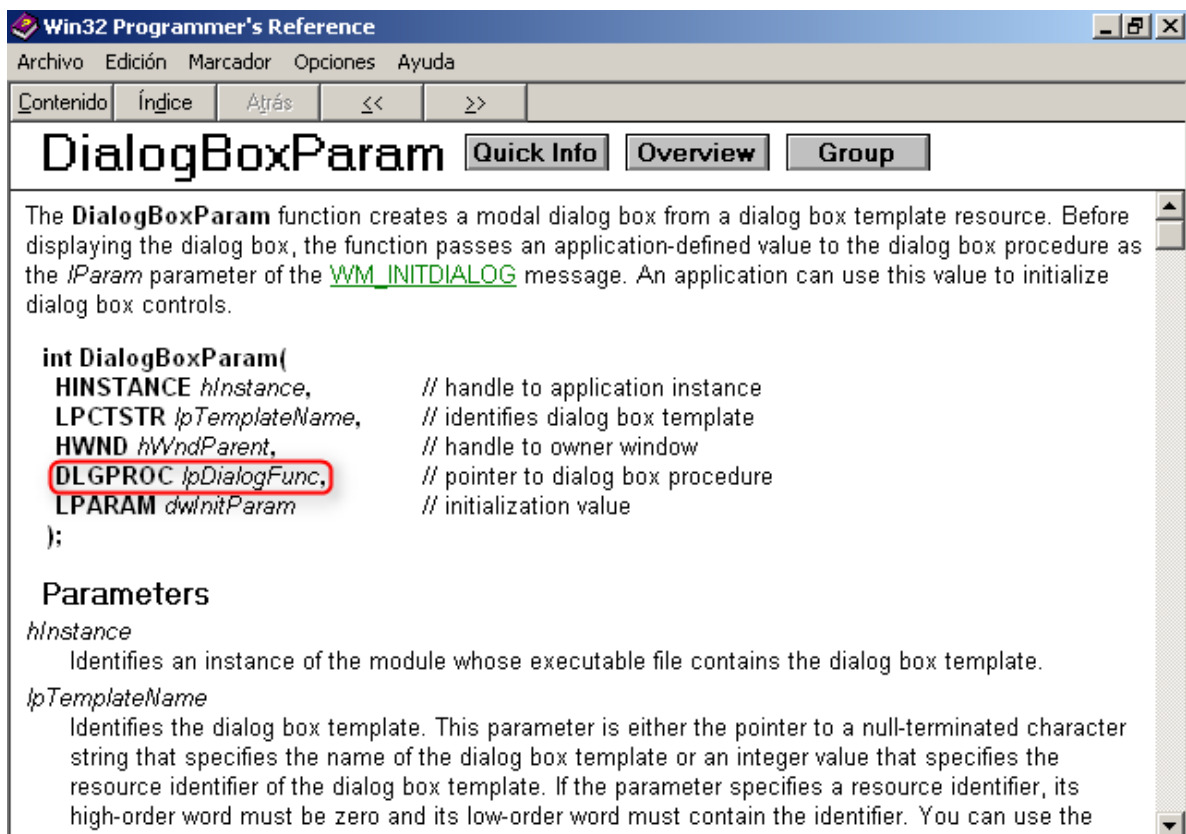 Win32 Programmer's Reference
Archivo Edición Marcador Opciones Ayuda
Contenido Índice Atrás << >>
DialogBoxParam Quick Info Overview Group
The DialogBoxParam function creates a modal dialog box from a dialog box template resource. Before
displaying the dialog box, the function passes an application-defined value to the dialog box procedure as
the lParam parameter of the WM_INITDIALOG message. An application can use this value to initialize
dialog box controls.
int DialogBoxParam(
HINSTANCE hInstance, // handle to application instance
LPCTSTR lpTemplateName, // identifies dialog box template
HWND hWndParent, // handle to owner window
DLGPROC lpDialogFunc, // pointer to dialog box procedure
LPARAM dwInitParam // initialization value
);
Parameters
hInstance
Identifies an instance of the module whose executable file contains the dialog box template.
lpTemplateName
Identifies the dialog box template. This parameter is either the pointer to a null-terminated character
string that specifies the name of the dialog box template or an integer value that specifies the
resource identifier of the dialog box template. If the parameter specifies a resource identifier, its
high-order word must be zero and its low-order word must contain the identifier. You can use the